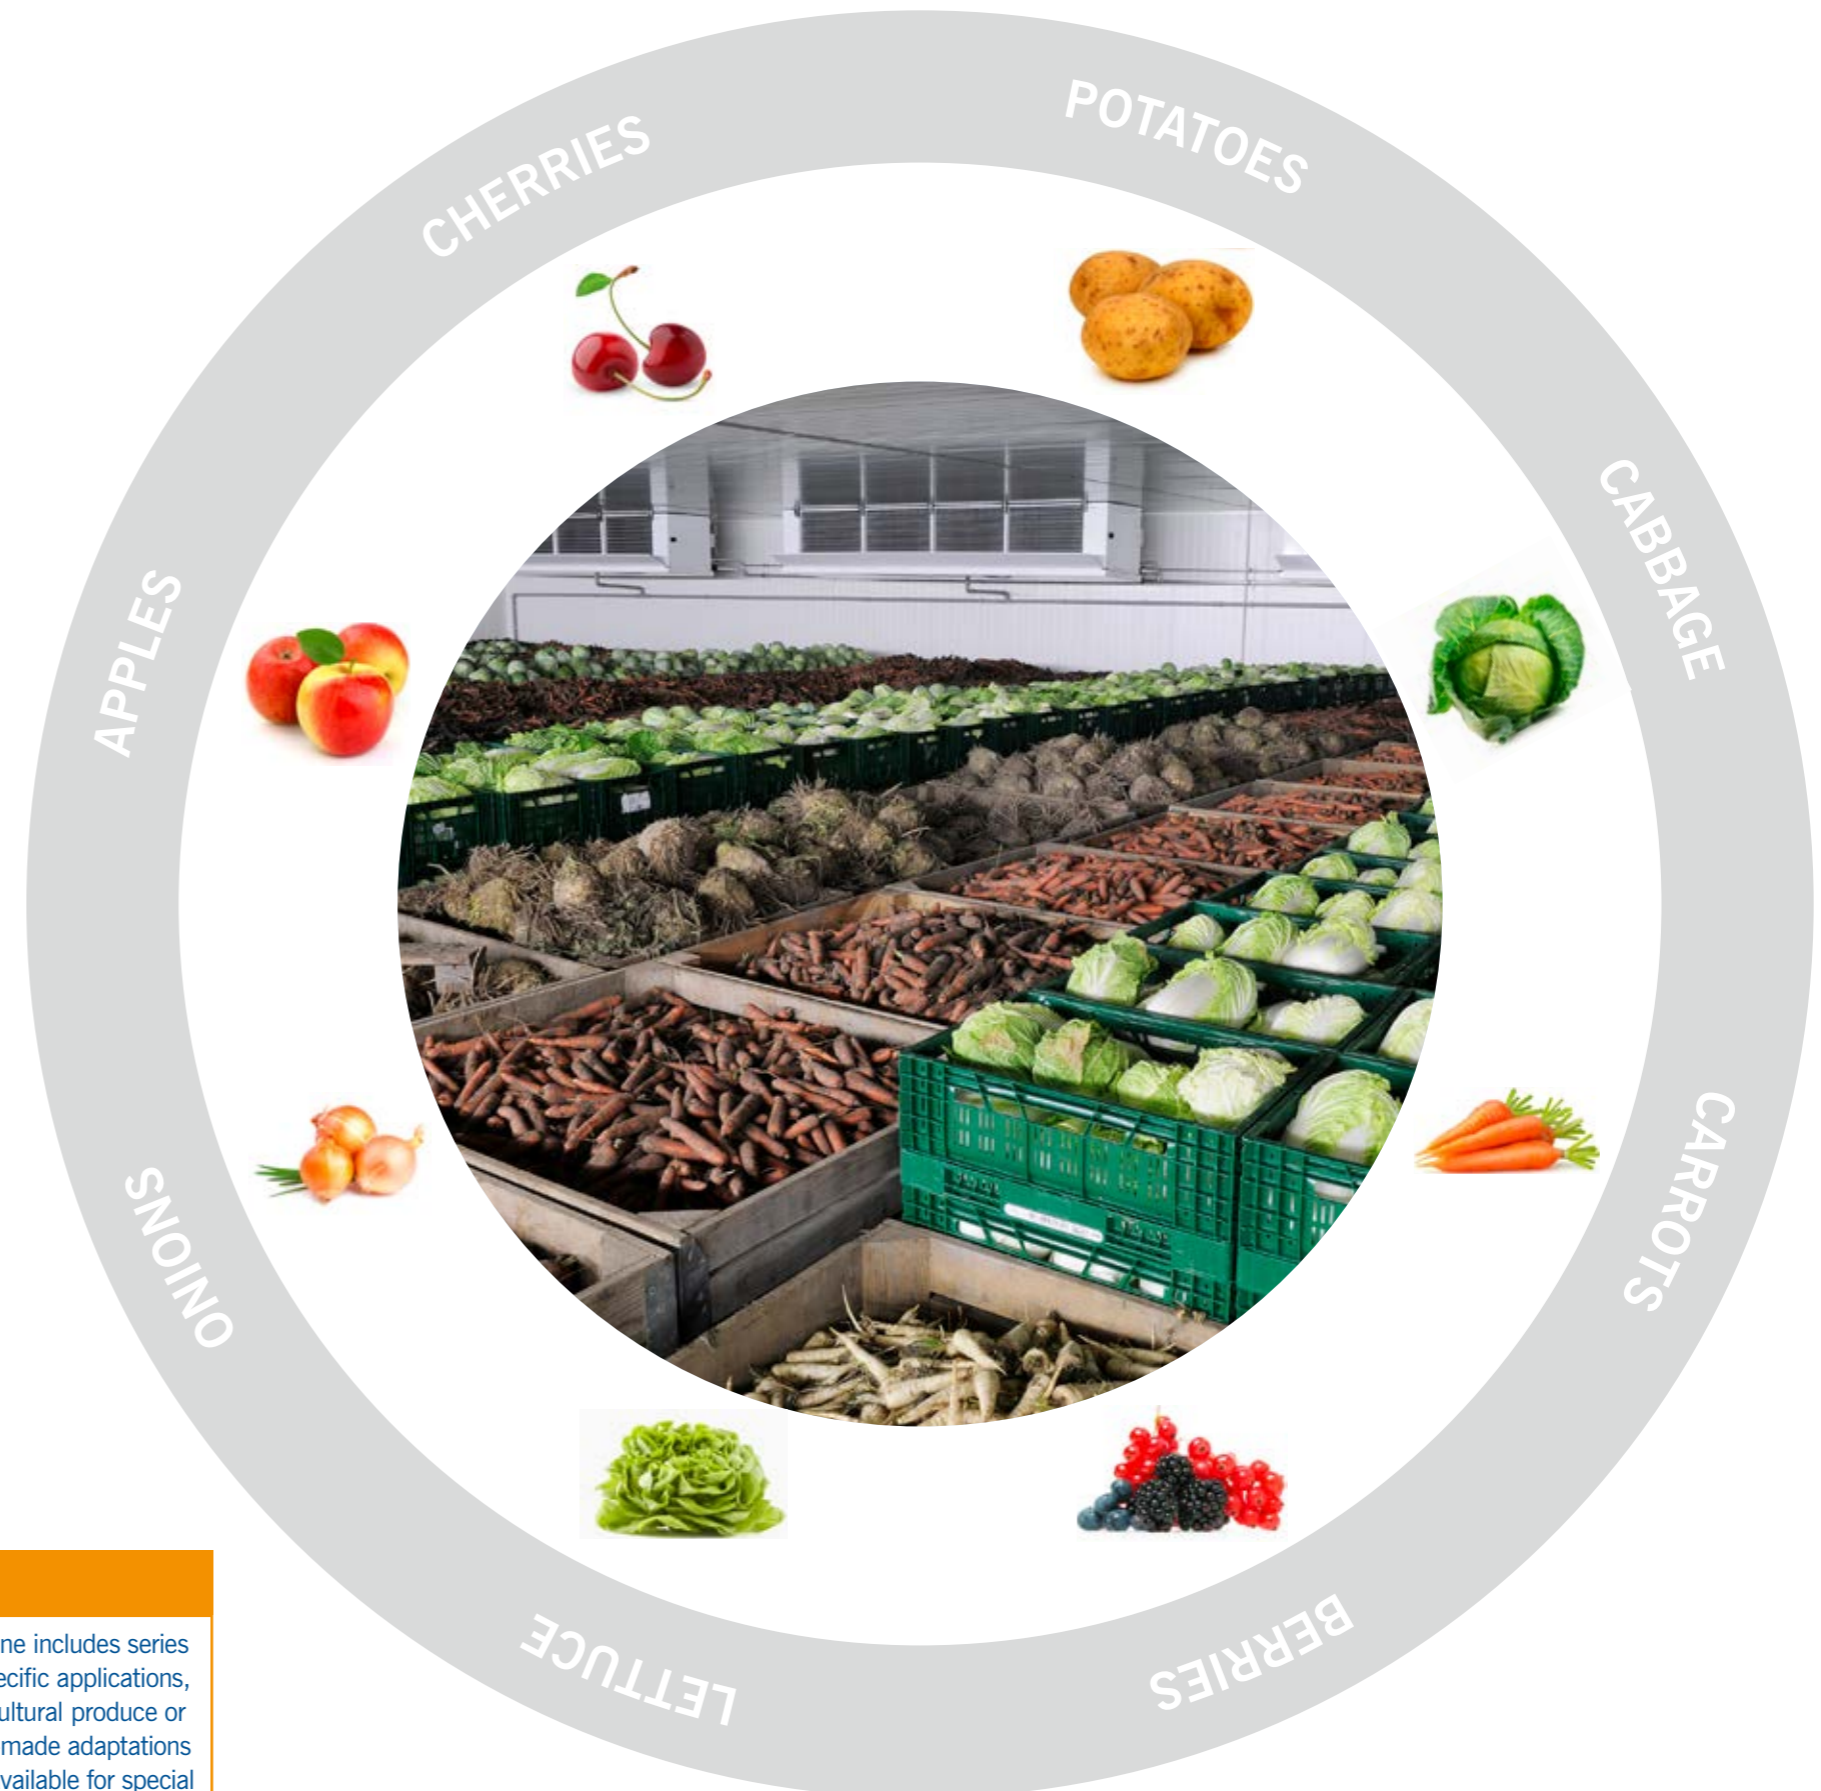 CHERRIES
POTATOES
CABBAGE
CARROTS
BERRIES
LETTUCE
ONIONS
APPLES
ne includes series
ecific applications,
ultural produce or
made adaptations
vailable for special